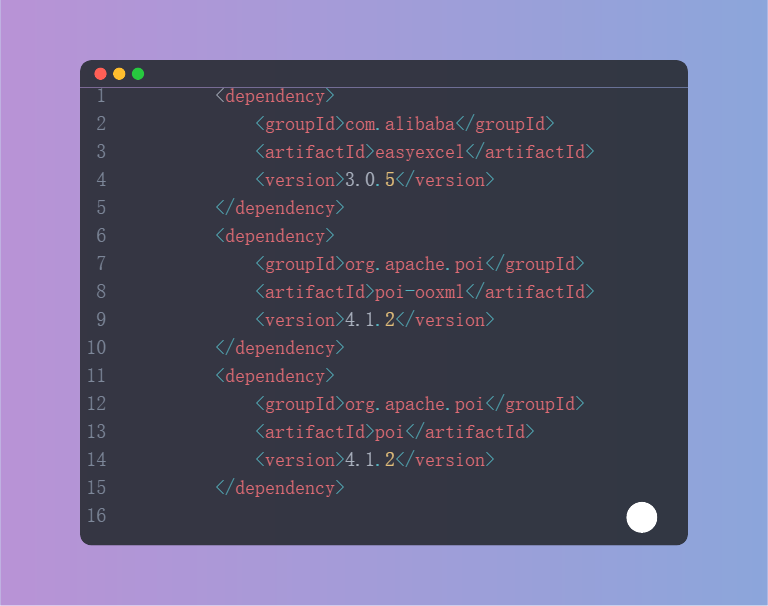 1 <dependency>
2 <groupId>com.alibaba</groupId>
3 <artifactId>easyexcel</artifactId>
4 <version>3.0.5</version>
5 </dependency>
6 <dependency>
7 <groupId>org.apache.poi</groupId>
8 <artifactId>poi-ooxml</artifactId>
9 <version>4.1.2</version>
10 </dependency>
11 <dependency>
12 <groupId>org.apache.poi</groupId>
13 <artifactId>poi</artifactId>
14 <version>4.1.2</version>
15 </dependency>
16